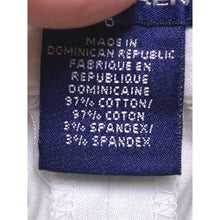 MADE IN
DOMINICAN REPUBLIC
FABRIQUE EN
REPUBLIQUE
DOMINICAINE
97% COTTON/
97% COTON
3% SPANDEX/
3% SPANDEX